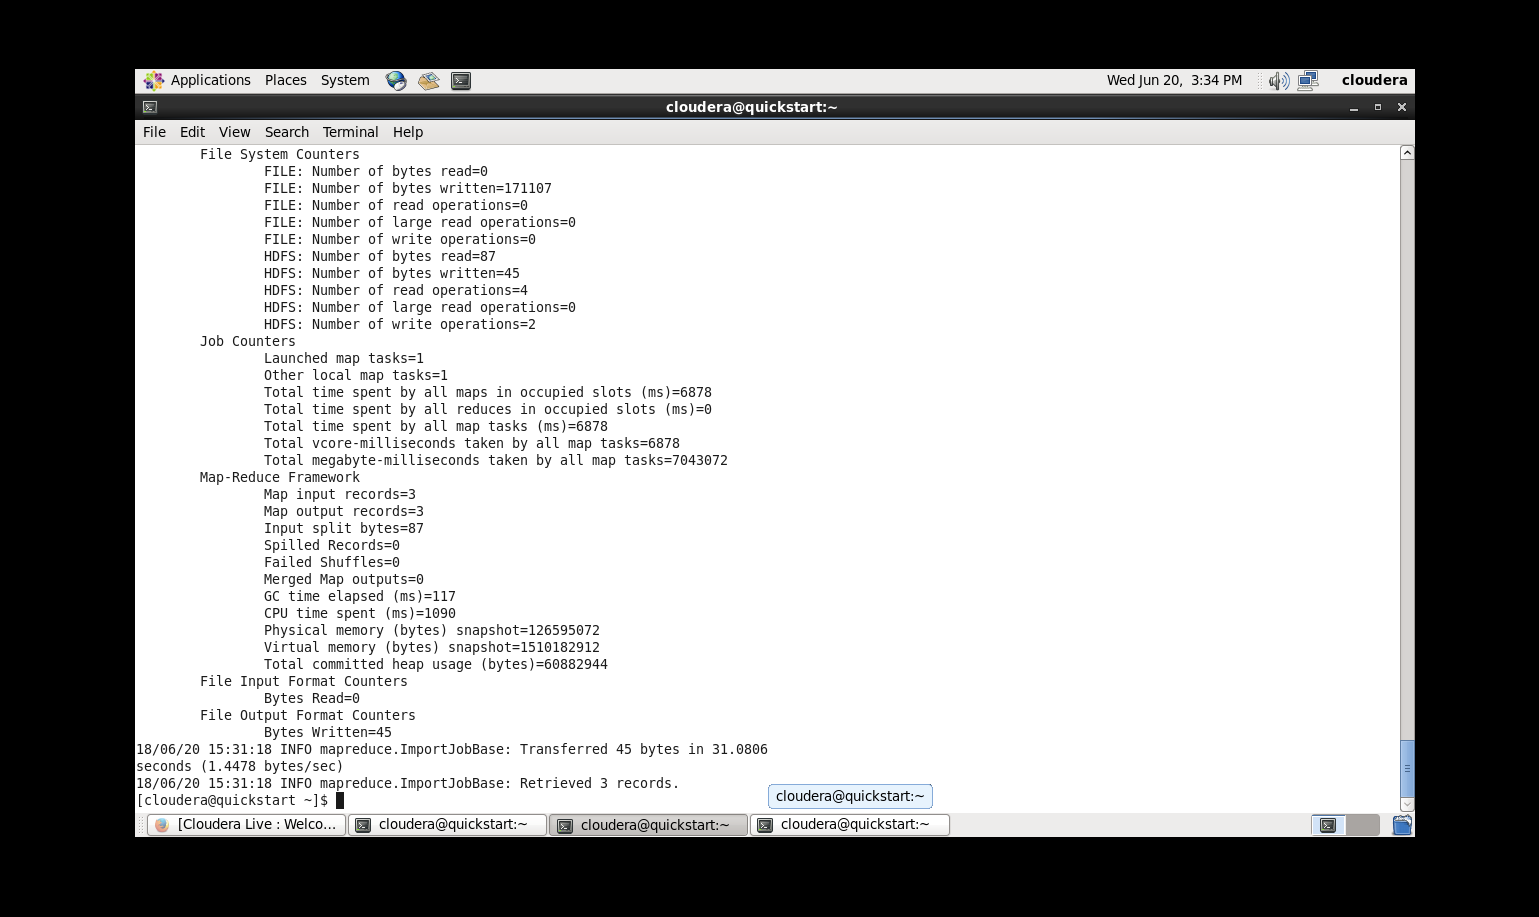 Applications Places System Wed Jun 20, 3:34 PM cloudera
cloudera@quickstart:~
File Edit View Search Terminal Help
File System Counters
FILE: Number of bytes read=0
FILE: Number of bytes written=171107
FILE: Number of read operations=0
FILE: Number of large read operations=0
FILE: Number of write operations=0
HDFS: Number of bytes read=87
HDFS: Number of bytes written=45
HDFS: Number of read operations=4
HDFS: Number of large read operations=0
HDFS: Number of write operations=2
Job Counters
Launched map tasks=1
Other local map tasks=1
Total time spent by all maps in occupied slots (ms)=6878
Total time spent by all reduces in occupied slots (ms)=0
Total time spent by all map tasks (ms)=6878
Total vcore-milliseconds taken by all map tasks=6878
Total megabyte-milliseconds taken by all map tasks=7043072
Map-Reduce Framework
Map input records=3
Map output records=3
Input split bytes=87
Spilled Records=0
Failed Shuffles=0
Merged Map outputs=0
GC time elapsed (ms)=117
CPU time spent (ms)=1090
Physical memory (bytes) snapshot=126595072
Virtual memory (bytes) snapshot=1510182912
Total committed heap usage (bytes)=60882944
File Input Format Counters
Bytes Read=0
File Output Format Counters
Bytes Written=45
18/06/20 15:31:18 INFO mapreduce.ImportJobBase: Transferred 45 bytes in 31.0806
seconds (1.4478 bytes/sec)
18/06/20 15:31:18 INFO mapreduce.ImportJobBase: Retrieved 3 records.
[cloudera@quickstart ~]$
cloudera@quickstart:~
[Cloudera Live : Welco... cloudera@quickstart:~ cloudera@quickstart:~ cloudera@quickstart:~